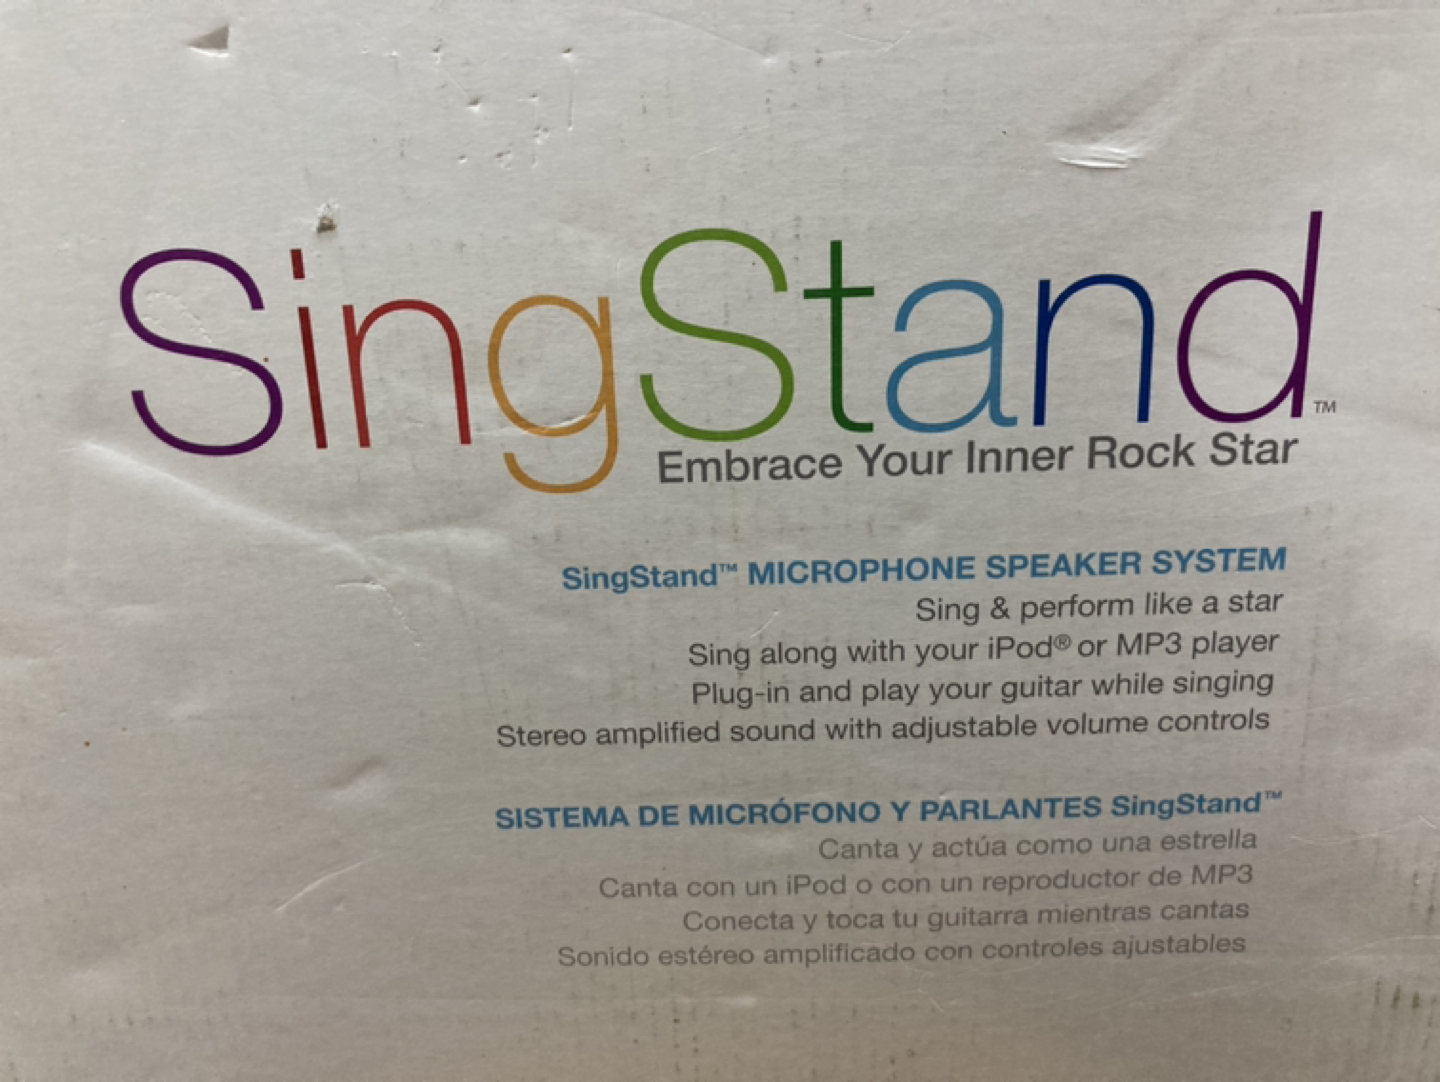 SingStand™
Embrace Your Inner Rock Star
SingStand™ MICROPHONE SPEAKER SYSTEM
Sing & perform like a star
Sing along with your iPod® or MP3 player
Plug-in and play your guitar while singing
Stereo amplified sound with adjustable volume controls
SISTEMA DE MICRÓFONO Y PARLANTES SingStand™
Canta y actúa como una estrella
Canta con un iPod o con un reproductor de MP3
Conecta y toca tu guitarra mientras cantas
Sonido estéreo amplificado con controles ajustables